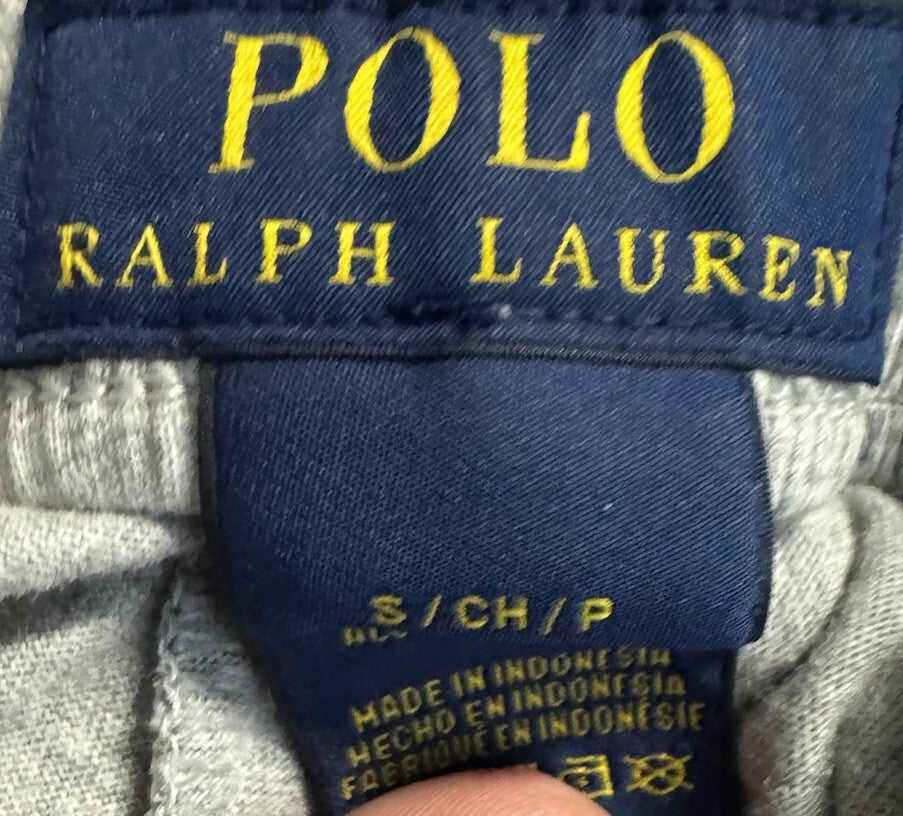 POLO
RALPH LAUREN
S / CH / P
MADE IN INDONESIA
HECHO EN INDONESIA
FABRIQUÉ EN INDONÉSIE